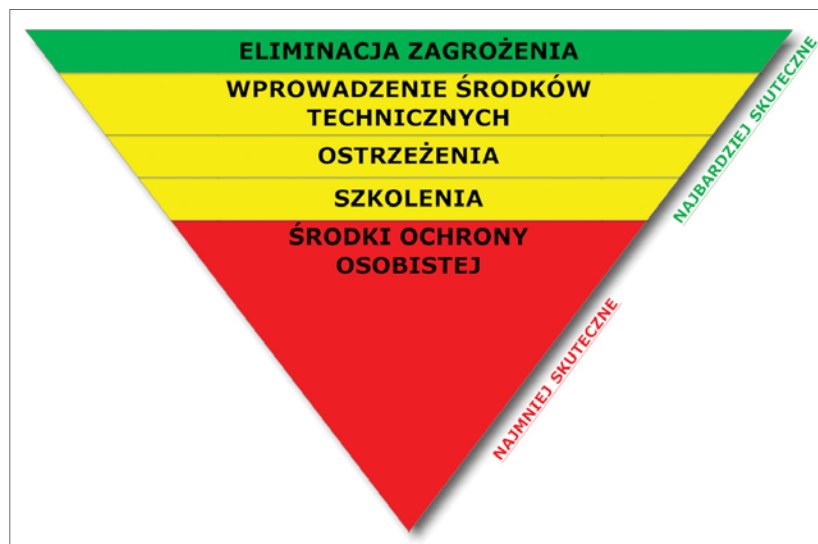 ELIMINACJA ZAGROŻENIA
WPROWADZENIE ŚRODKÓW
TECHNICZNYCH
OSTRZEŻENIA
SZKOLENIA
ŚRODKI OCHRONY
OSOBISTEJ
NAJBARDZIEJ SKUTECZNE
NAJMNIEJ SKUTECZNE